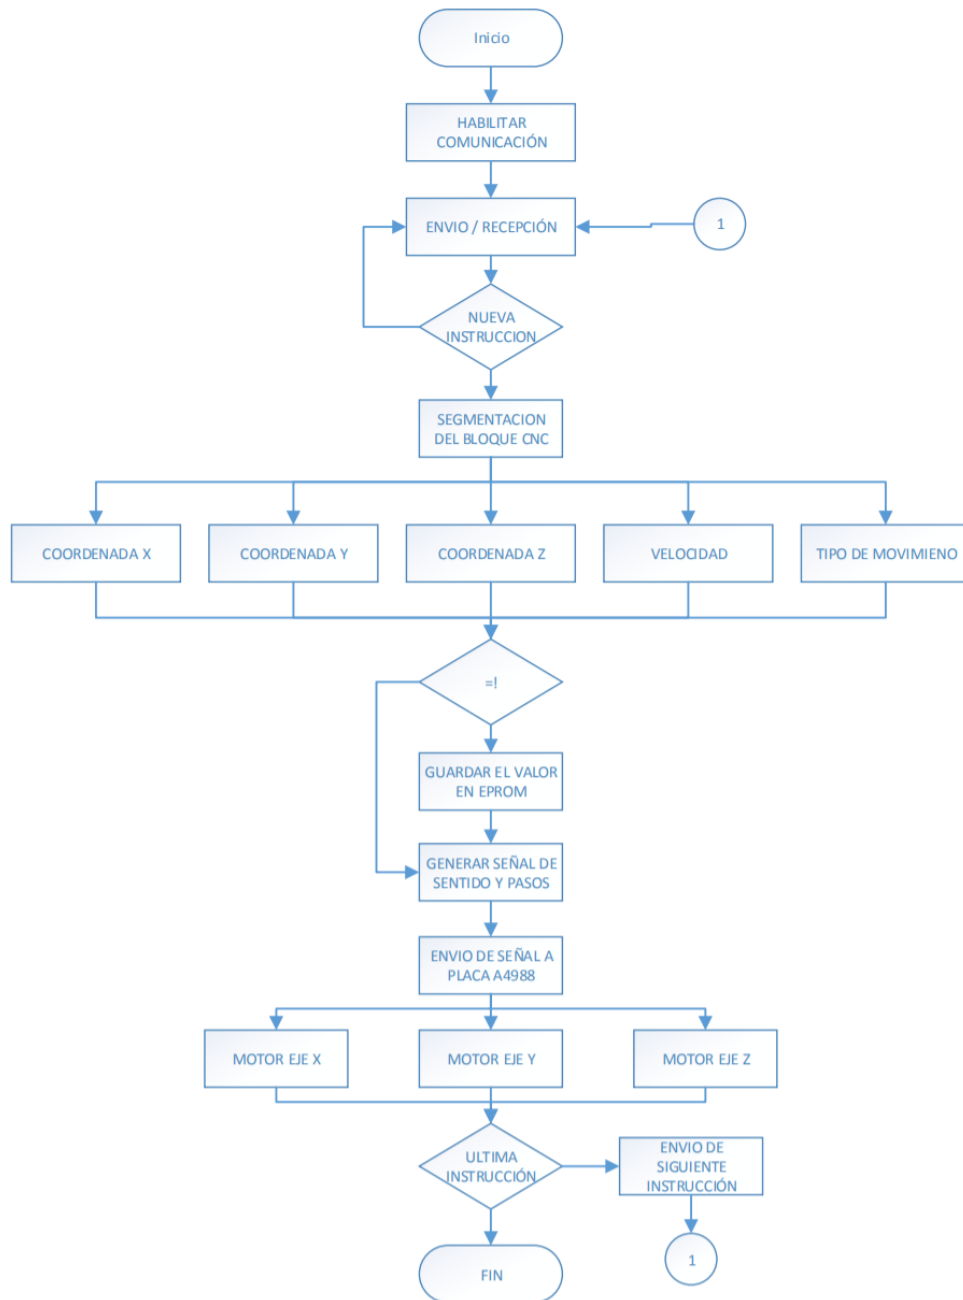 Inicio
HABILITAR
COMUNICACIÓN
ENVIO / RECEPCIÓN
1
NUEVA
INSTRUCCION
SEGMENTACION
DEL BLOQUE CNC
COORDENADA X
COORDENADA Y
COORDENADA Z
VELOCIDAD
TIPO DE MOVIMIENO
=!
GUARDAR EL VALOR
EN EPROM
GENERAR SEÑAL DE
SENTIDO Y PASOS
ENVIO DE SEÑAL A
PLACA A4988
MOTOR EJE X
MOTOR EJE Y
MOTOR EJE Z
ULTIMA
INSTRUCCIÓN
ENVIO DE
SIGUIENTE
INSTRUCCIÓN
1
FIN